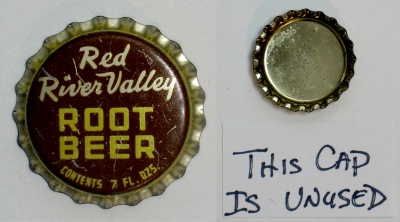 Red
River Valley
ROOT
BEER
CONTENTS 7 FL. OZS.
THIS CAP
IS UNUSED